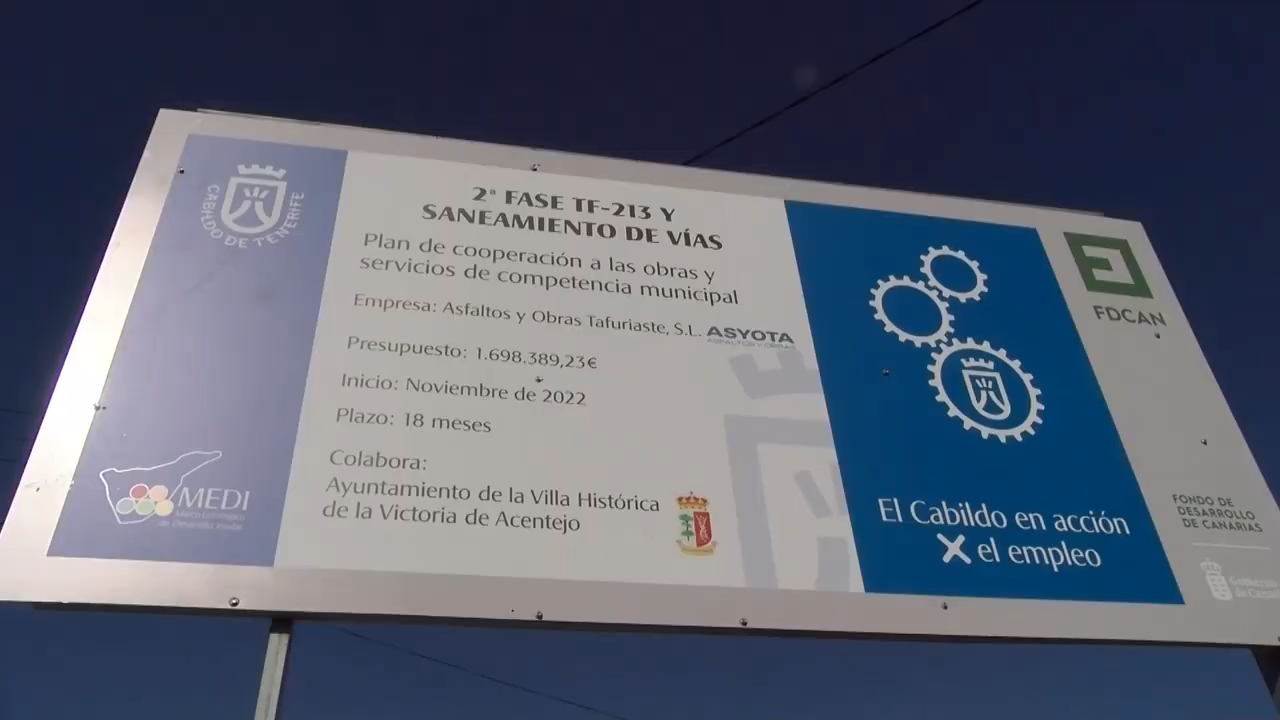 CABILDO DE TENERIFE
2ª FASE TF-213 Y
SANEAMIENTO DE VÍAS
Plan de cooperación a las obras y
servicios de competencia municipal
Empresa: Asfaltos y Obras Tafuriaste, S.L. ASYOTA
ASFALTOS Y OBRAS
Presupuesto: 1.698.389,23€
Inicio: Noviembre de 2022
Plazo: 18 meses
Colabora:
Ayuntamiento de la Villa Histórica
de la Victoria de Acentejo
MEDI
Marco Estratégico
de Desarrollo Insular
El Cabildo en acción
X el empleo
FDCAN
FONDO DE
DESARROLLO
DE CANARIAS
Gobierno
de Canarias